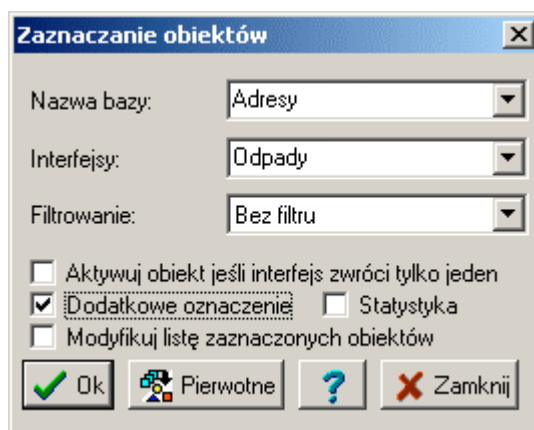 Zaznaczanie obiektów
Nazwa bazy: Adresy
Interfejsy: Odpady
Filtrowanie: Bez filtru
Aktywuj obiekt jeśli interfejs zwróci tylko jeden
Dodatkowe oznaczenie Statystyka
Modyfikuj listę zaznaczonych obiektów
Ok Pierwotne ? Zamknij